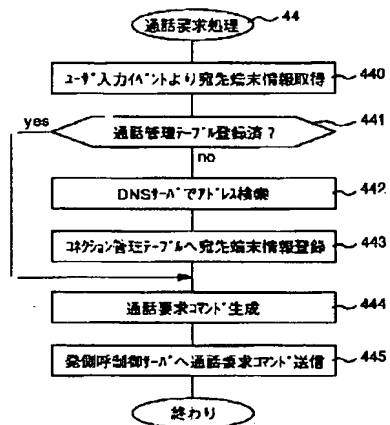 通話要求処理 44
ﾕｰｻﾞ入力ｲﾍﾞﾝﾄより宛先端末情報取得 440
通話管理ﾃｰﾌﾞﾙ登録済？ 441
yes
no
DNSｻｰﾊﾞでｱﾄﾞﾚｽ検索 442
ｺﾈｸｼｮﾝ管理ﾃｰﾌﾞﾙへ宛先端末情報登録 443
通話要求ｺﾏﾝﾄﾞ生成 444
発側呼制御ｻｰﾊﾞへ通話要求ｺﾏﾝﾄﾞ送信 445
終わり